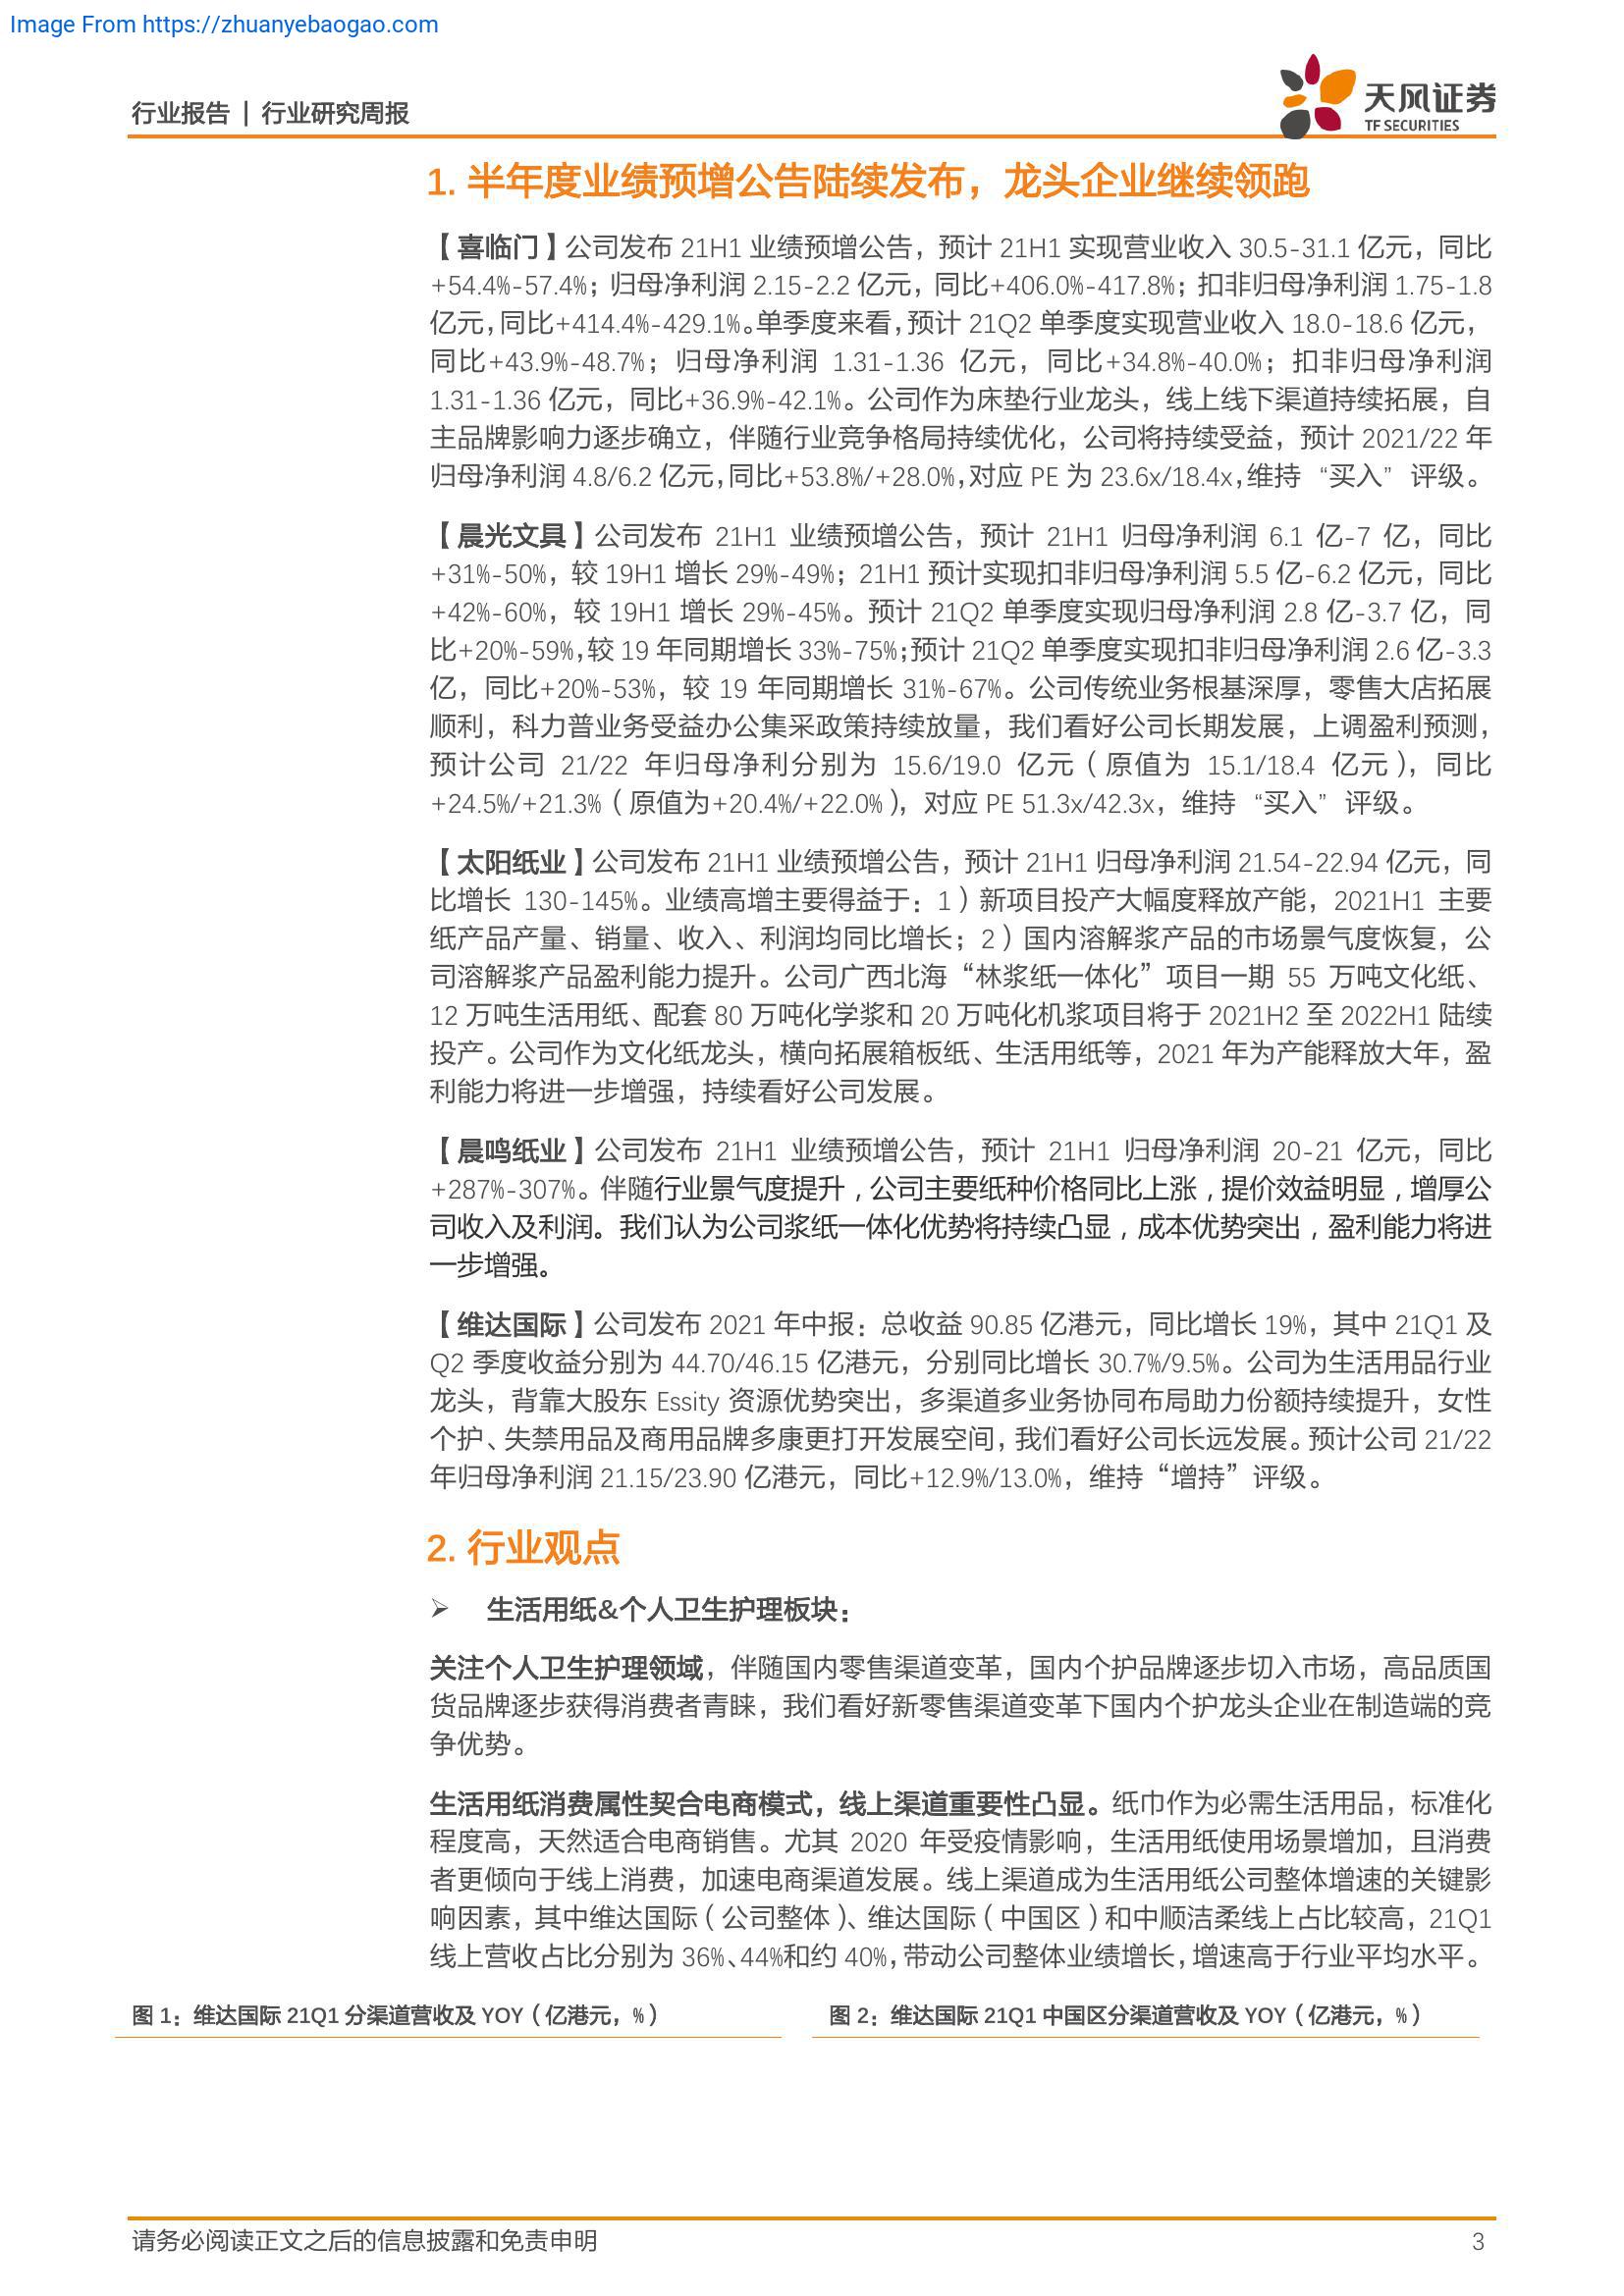 Image From https://zhuanyebaogao.com
行业报告 | 行业研究周报
天风证券
TF SECURITIES
1. 半年度业绩预增公告陆续发布，龙头企业继续领跑
【喜临门】公司发布 21H1 业绩预增公告，预计 21H1 实现营业收入 30.5-31.1 亿元，同比
+54.4%-57.4%；归母净利润 2.15-2.2 亿元，同比+406.0%-417.8%；扣非归母净利润 1.75-1.8
亿元，同比+414.4%-429.1%。单季度来看，预计 21Q2 单季度实现营业收入 18.0-18.6 亿元，
同比+43.9%-48.7%；归母净利润 1.31-1.36 亿元，同比+34.8%-40.0%；扣非归母净利润
1.31-1.36 亿元，同比+36.9%-42.1%。公司作为床垫行业龙头，线上线下渠道持续拓展，自
主品牌影响力逐步确立，伴随行业竞争格局持续优化，公司将持续受益，预计 2021/22 年
归母净利润 4.8/6.2 亿元，同比+53.8%/+28.0%，对应 PE 为 23.6x/18.4x，维持 “买入” 评级。
【晨光文具】公司发布 21H1 业绩预增公告，预计 21H1 归母净利润 6.1 亿-7 亿，同比
+31%-50%，较 19H1 增长 29%-49%；21H1 预计实现扣非归母净利润 5.5 亿-6.2 亿元，同比
+42%-60%，较 19H1 增长 29%-45%。预计 21Q2 单季度实现归母净利润 2.8 亿-3.7 亿，同
比+20%-59%，较 19 年同期增长 33%-75%；预计 21Q2 单季度实现扣非归母净利润 2.6 亿-3.3
亿，同比+20%-53%，较 19 年同期增长 31%-67%。公司传统业务根基深厚，零售大店拓展
顺利，科力普业务受益办公集采政策持续放量，我们看好公司长期发展，上调盈利预测，
预计公司 21/22 年归母净利分别为 15.6/19.0 亿元（原值为 15.1/18.4 亿元），同比
+24.5%/+21.3%（原值为+20.4%/+22.0%），对应 PE 51.3x/42.3x，维持 “买入” 评级。
【太阳纸业】公司发布 21H1 业绩预增公告，预计 21H1 归母净利润 21.54-22.94 亿元，同
比增长 130-145%。业绩高增主要得益于：1）新项目投产大幅度释放产能，2021H1 主要
纸产品产量、销量、收入、利润均同比增长；2）国内溶解浆产品的市场景气度恢复，公
司溶解浆产品盈利能力提升。公司广西北海“林浆纸一体化”项目一期 55 万吨文化纸、
12 万吨生活用纸、配套 80 万吨化学浆和 20 万吨化机浆项目将于 2021H2 至 2022H1 陆续
投产。公司作为文化纸龙头，横向拓展箱板纸、生活用纸等，2021 年为产能释放大年，盈
利能力将进一步增强，持续看好公司发展。
【晨鸣纸业】公司发布 21H1 业绩预增公告，预计 21H1 归母净利润 20-21 亿元，同比
+287%-307%。伴随行业景气度提升，公司主要纸种价格同比上涨，提价效益明显，增厚公
司收入及利润。我们认为公司浆纸一体化优势将持续凸显，成本优势突出，盈利能力将进
一步增强。
【维达国际】公司发布 2021 年中报：总收益 90.85 亿港元，同比增长 19%，其中 21Q1 及
Q2 季度收益分别为 44.70/46.15 亿港元，分别同比增长 30.7%/9.5%。公司为生活用品行业
龙头，背靠大股东 Essity 资源优势突出，多渠道多业务协同布局助力份额持续提升，女性
个护、失禁用品及商用品牌多康更打开发展空间，我们看好公司长远发展。预计公司 21/22
年归母净利润 21.15/23.90 亿港元，同比+12.9%/13.0%，维持“增持”评级。
2. 行业观点
➢ 生活用纸&个人卫生护理板块：
关注个人卫生护理领域，伴随国内零售渠道变革，国内个护品牌逐步切入市场，高品质国
货品牌逐步获得消费者青睐，我们看好新零售渠道变革下国内个护龙头企业在制造端的竞
争优势。
生活用纸消费属性契合电商模式，线上渠道重要性凸显。纸巾作为必需生活用品，标准化
程度高，天然适合电商销售。尤其 2020 年受疫情影响，生活用纸使用场景增加，且消费
者更倾向于线上消费，加速电商渠道发展。线上渠道成为生活用纸公司整体增速的关键影
响因素，其中维达国际（公司整体）、维达国际（中国区）和中顺洁柔线上占比较高，21Q1
线上营收占比分别为 36%、44%和约 40%，带动公司整体业绩增长，增速高于行业平均水平。
图 1：维达国际 21Q1 分渠道营收及 YOY（亿港元，%）
图 2：维达国际 21Q1 中国区分渠道营收及 YOY（亿港元，%）
请务必阅读正文之后的信息披露和免责申明
3